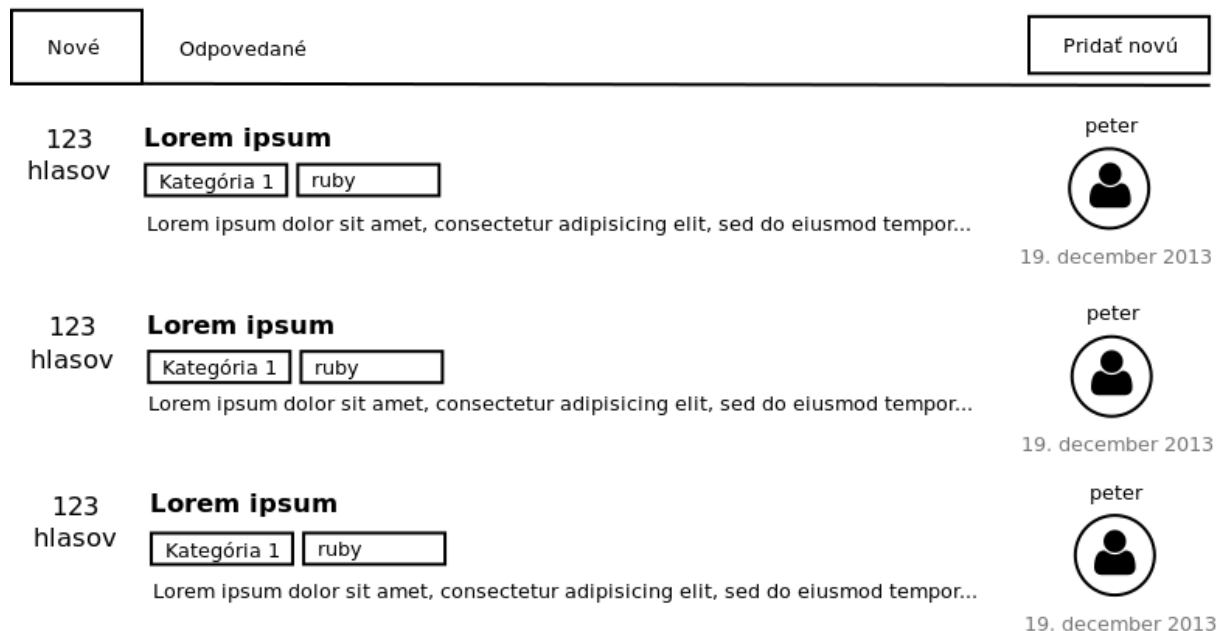 Nové
Odpovedané
Pridať novú
123
hlasov
Lorem ipsum
Kategória 1
ruby
Lorem ipsum dolor sit amet, consectetur adipisicing elit, sed do eiusmod tempor...
peter
19. december 2013
123
hlasov
Lorem ipsum
Kategória 1
ruby
Lorem ipsum dolor sit amet, consectetur adipisicing elit, sed do eiusmod tempor...
peter
19. december 2013
123
hlasov
Lorem ipsum
Kategória 1
ruby
Lorem ipsum dolor sit amet, consectetur adipisicing elit, sed do eiusmod tempor...
peter
19. december 2013